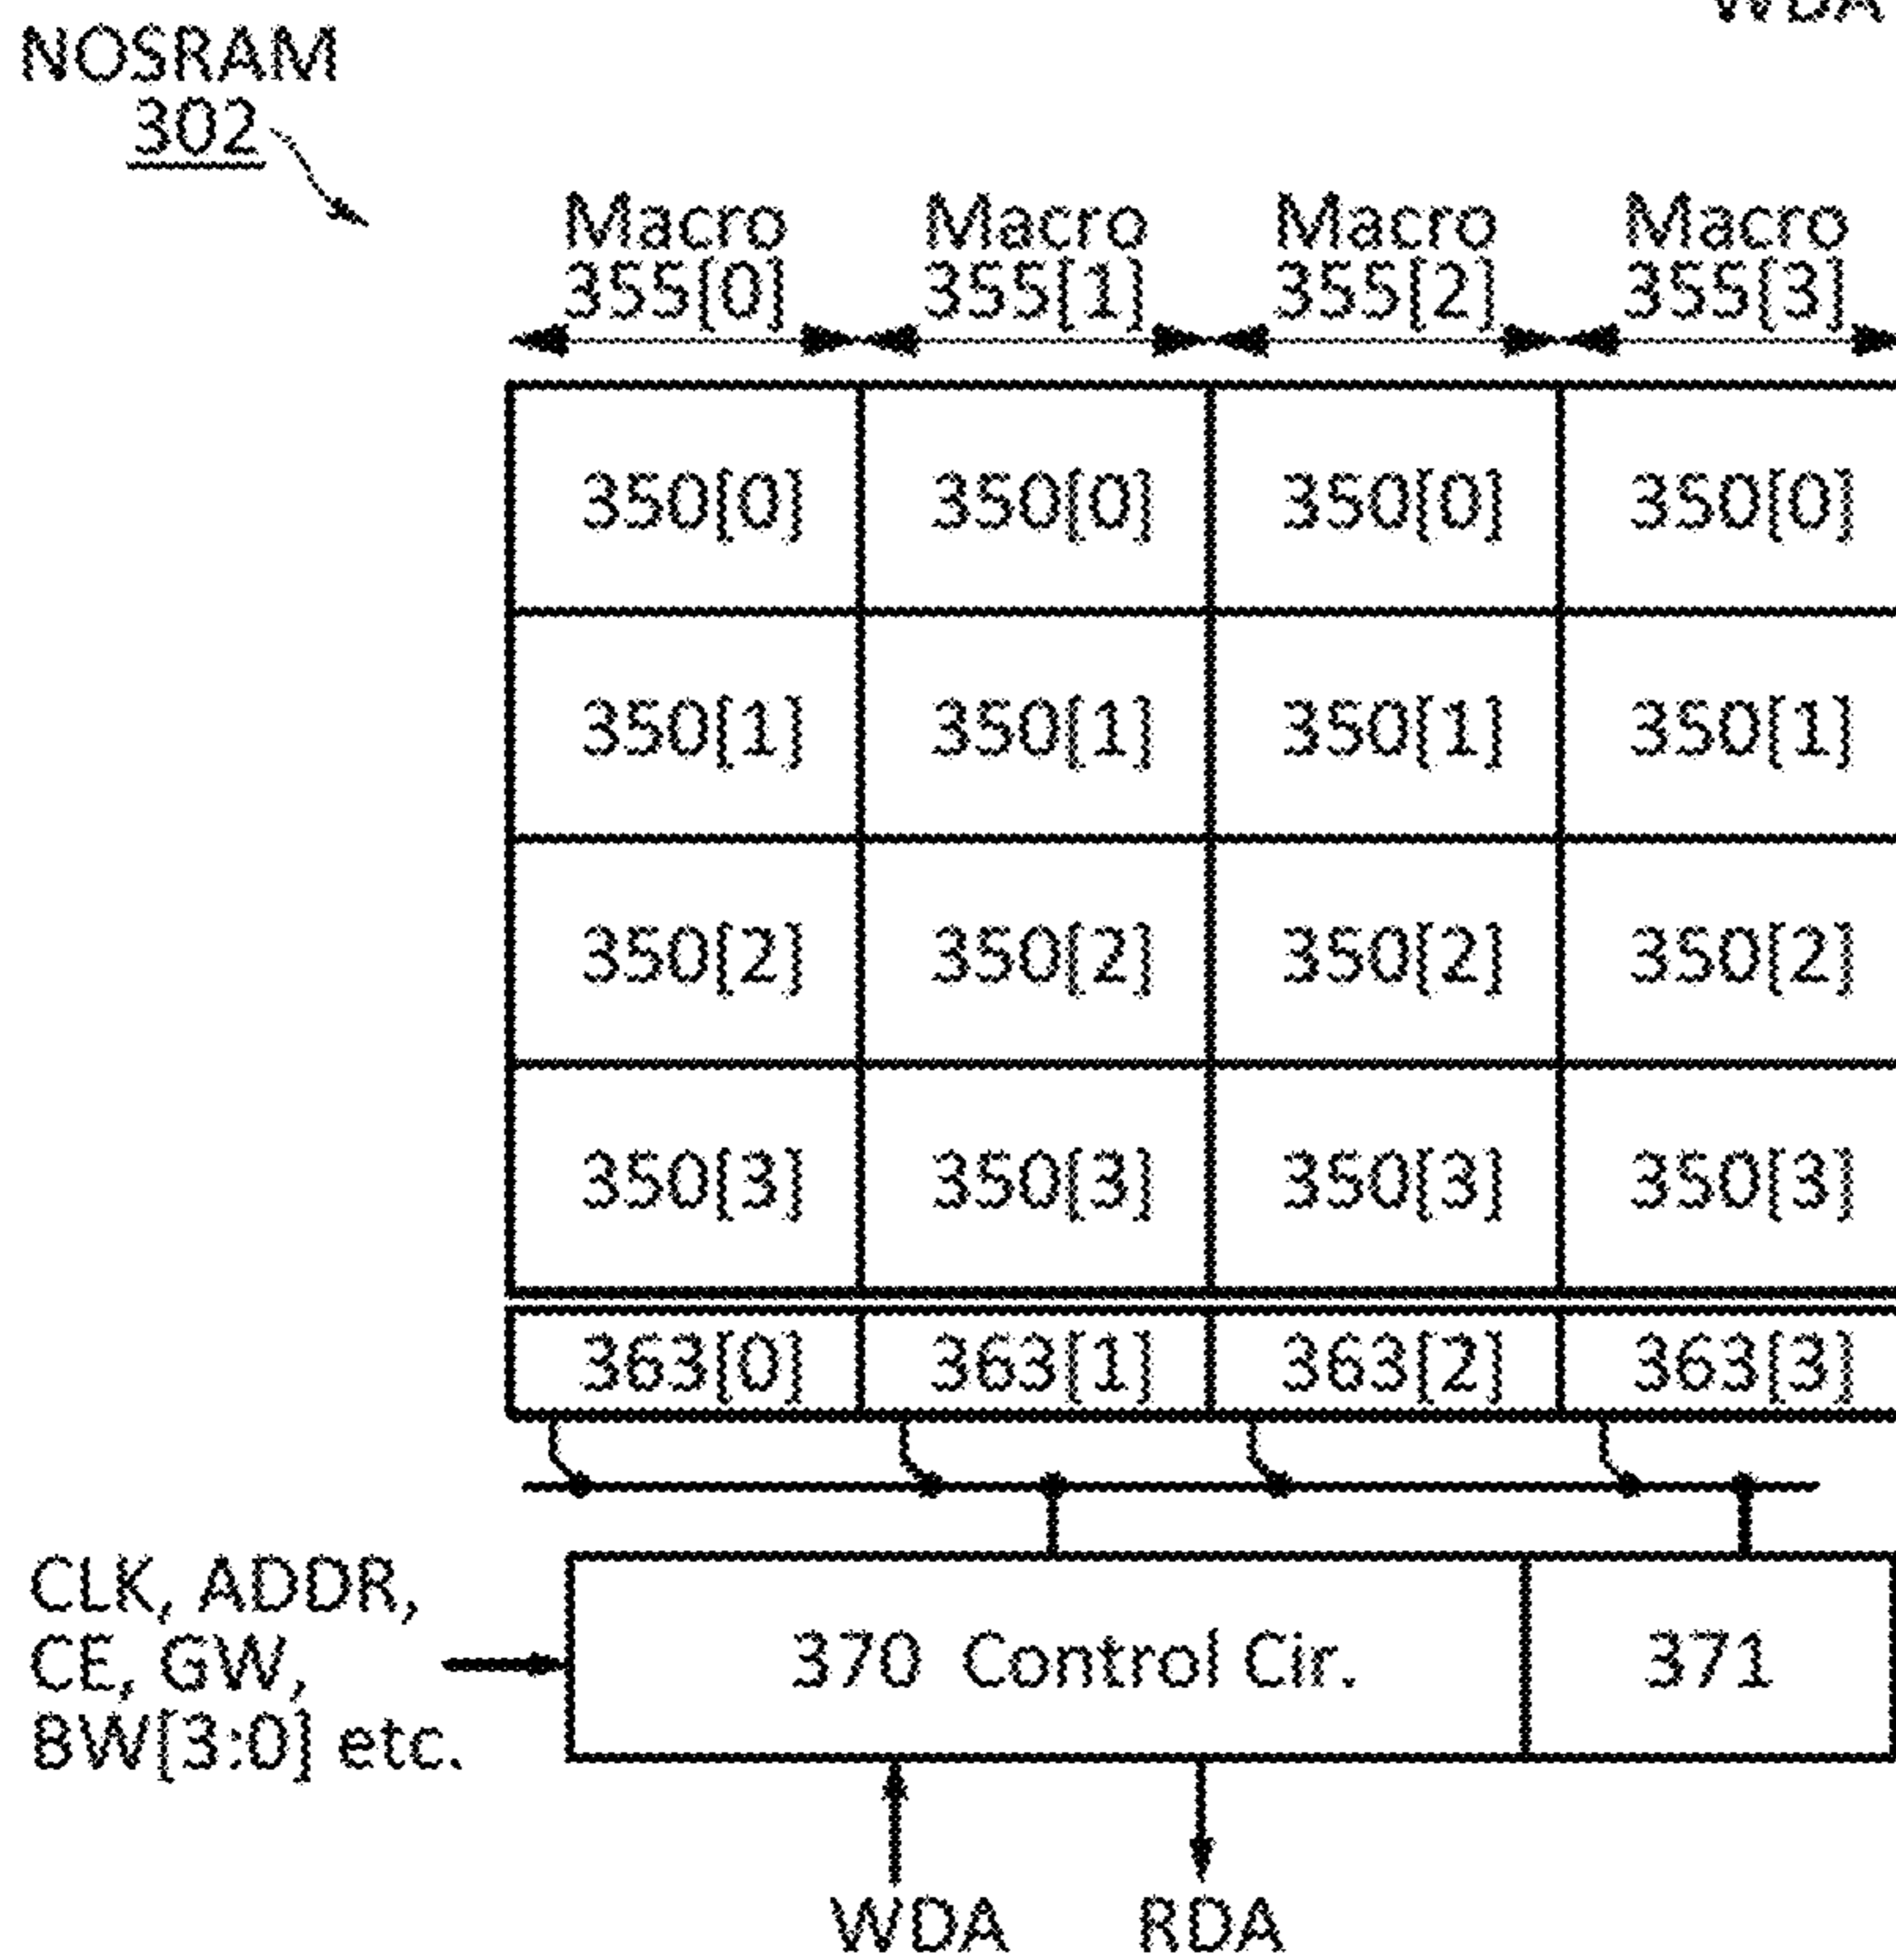 WDA
NOSRAM
302
Macro Macro Macro Macro
355[0] 355[1] 355[2] 355[3]
350[0] 350[0] 350[0] 350[0]
350[1] 350[1] 350[1] 350[1]
350[2] 350[2] 350[2] 350[2]
350[3] 350[3] 350[3] 350[3]
363[0] 363[1] 363[2] 363[3]
CLK, ADDR,
CE, GW,
BW[3:0] etc.
370 Control Cir. 371
WDA RDA